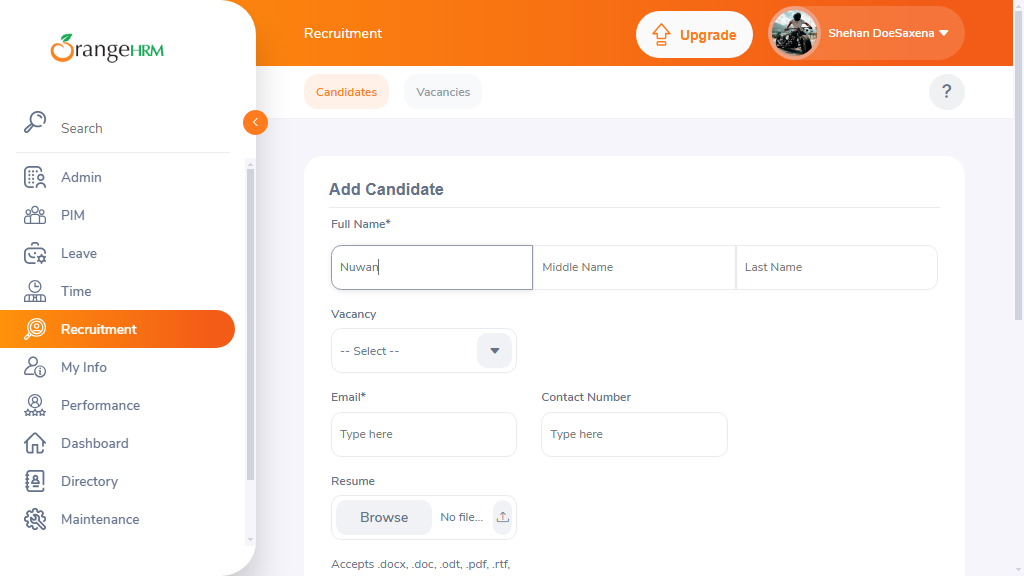 OrangeHRM
Recruitment
Upgrade
Shehan DoeSaxena
Candidates
Vacancies
?
Search
Admin
PIM
Leave
Time
Recruitment
My Info
Performance
Dashboard
Directory
Maintenance
Add Candidate
Full Name*
Nuwan
Middle Name
Last Name
Vacancy
-- Select --
Email*
Contact Number
Type here
Type here
Resume
Browse
No file...
Accepts .docx, .doc, .odt, .pdf, .rtf,